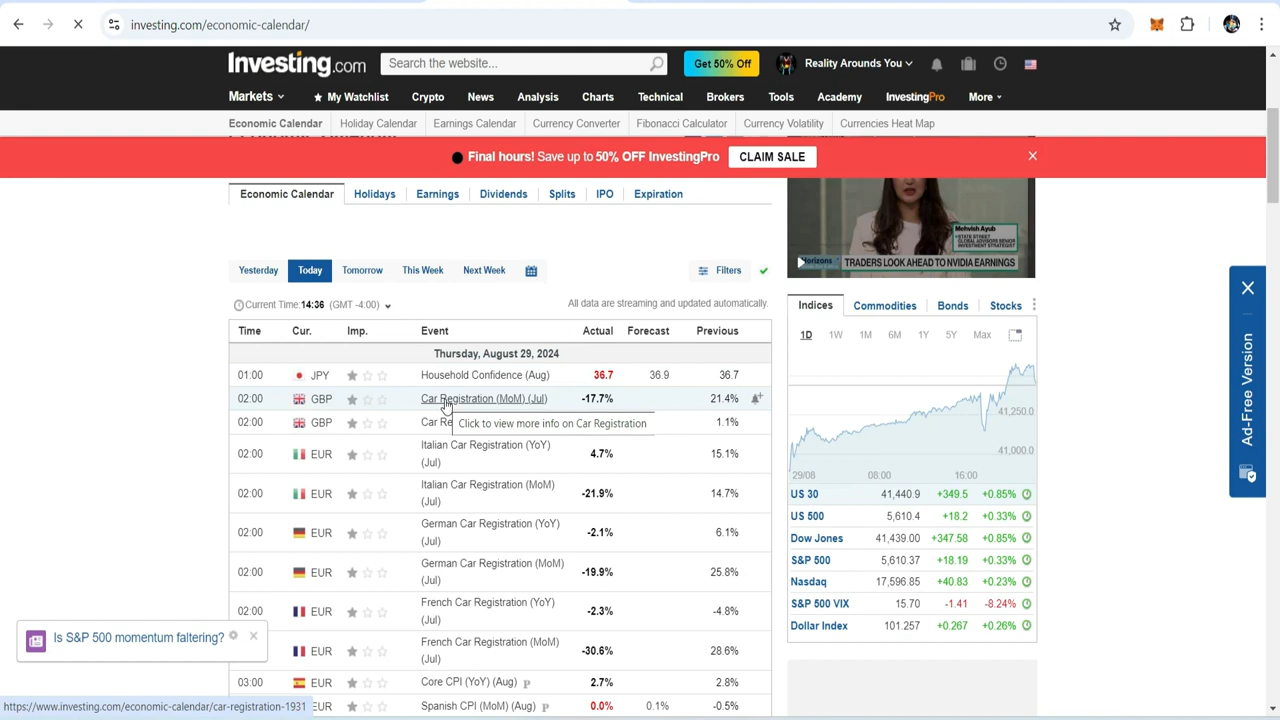 investing.com/economic-calendar/
Investing.com
Search the website...
Get 50% Off
Reality Around You
Markets
My Watchlist
Crypto
News
Analysis
Charts
Technical
Brokers
Tools
Academy
InvestingPro
More
Economic Calendar
Holiday Calendar
Earnings Calendar
Currency Converter
Fibonacci Calculator
Currency Volatility
Currencies Heat Map
Final hours! Save up to 50% OFF InvestingPro
CLAIM SALE
Economic Calendar Holidays Earnings Dividends Splits IPO Expiration
Mehvish Ayub
STATE STREET
GLOBAL ADVISORS SENIOR
INVESTMENT STRATEGIST
Horizons TRADERS LOOK AHEAD TO NVIDIA EARNINGS
Yesterday Today Tomorrow This Week Next Week Filters
Current Time: 14:36 (GMT -4:00) All data are streaming and updated automatically.
Time Cur. Imp. Event Actual Forecast Previous
Thursday, August 29, 2024
01:00 JPY Household Confidence (Aug) 36.7 36.9 36.7
02:00 GBP Car Registration (MoM) (Jul) -17.7% 21.4%
02:00 GBP Car Re 1.1%
Click to view more info on Car Registration
02:00 EUR Italian Car Registration (YoY) (Jul) 4.7% 15.1%
02:00 EUR Italian Car Registration (MoM) (Jul) -21.9% 14.7%
02:00 EUR German Car Registration (YoY) (Jul) -2.1% 6.1%
02:00 EUR German Car Registration (MoM) (Jul) -19.9% 25.8%
02:00 EUR French Car Registration (YoY) (Jul) -2.3% -4.8%
EUR French Car Registration (MoM) (Jul) -30.6% 28.6%
03:00 EUR Core CPI (YoY) (Aug) P 2.7% 2.8%
EUR Spanish CPI (MoM) (Aug) P 0.0% 0.1% -0.5%
Indices Commodities Bonds Stocks
1D 1W 1M 6M 1Y 5Y Max
41,250.0
41,000.0
29/08 08:00 16:00
US 30 41,440.9 +349.5 +0.85%
US 500 5,610.4 +18.2 +0.33%
Dow Jones 41,439.00 +347.58 +0.85%
S&P 500 5,610.37 +18.19 +0.33%
Nasdaq 17,596.85 +40.83 +0.23%
S&P 500 VIX 15.70 -1.41 -8.24%
Dollar Index 101.257 +0.267 +0.26%
Ad-Free Version
Is S&P 500 momentum faltering?
https://www.investing.com/economic-calendar/car-registration-1931